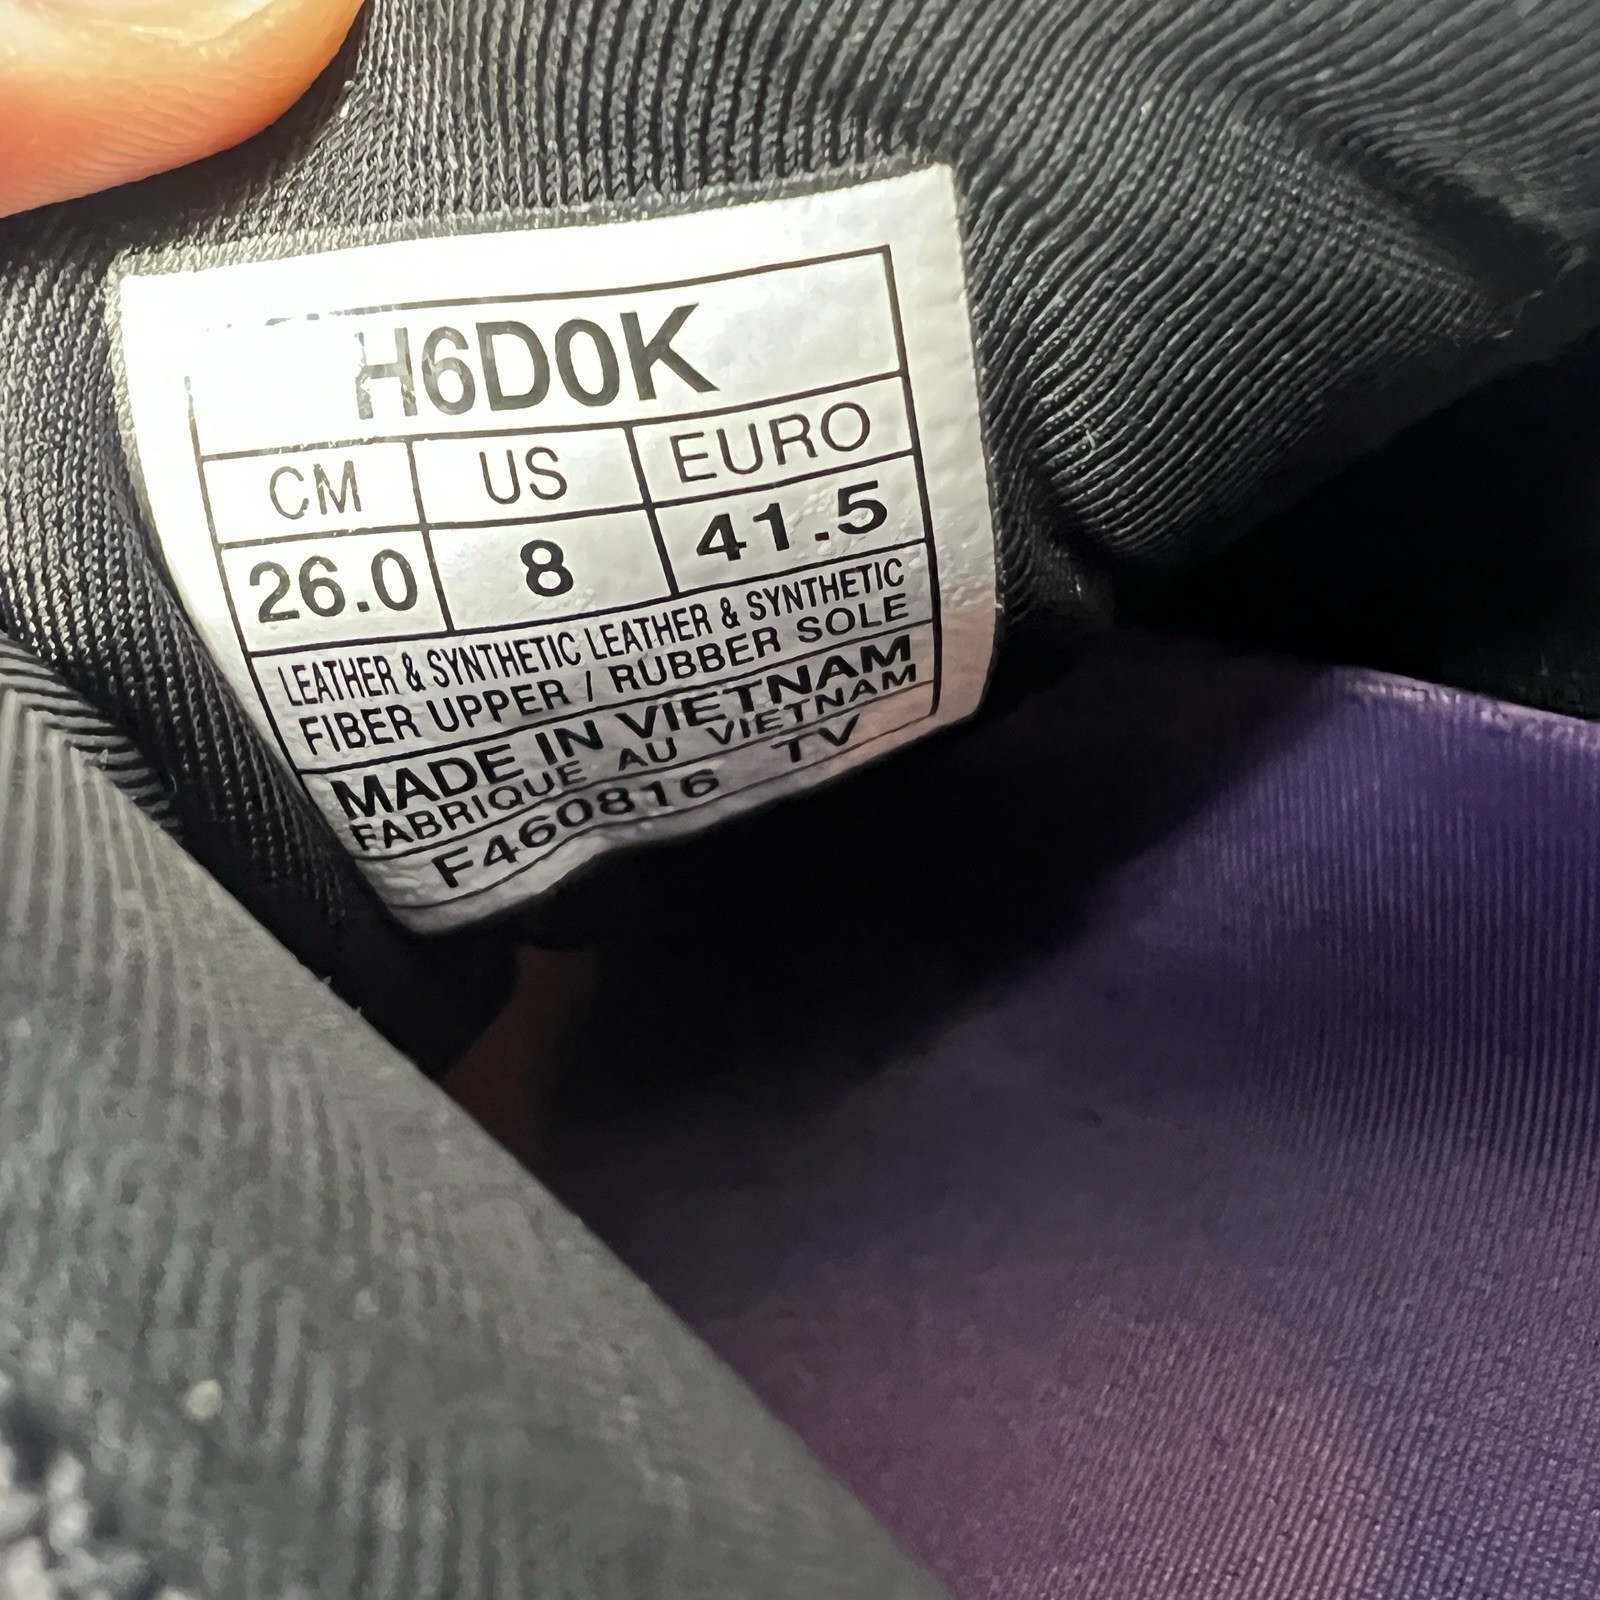 H6D0K
CM US EURO
26.0 8 41.5
LEATHER & SYNTHETIC LEATHER & SYNTHETIC
FIBER UPPER / RUBBER SOLE
MADE IN VIETNAM
FABRIQUE AU VIETNAM
F460816 TV